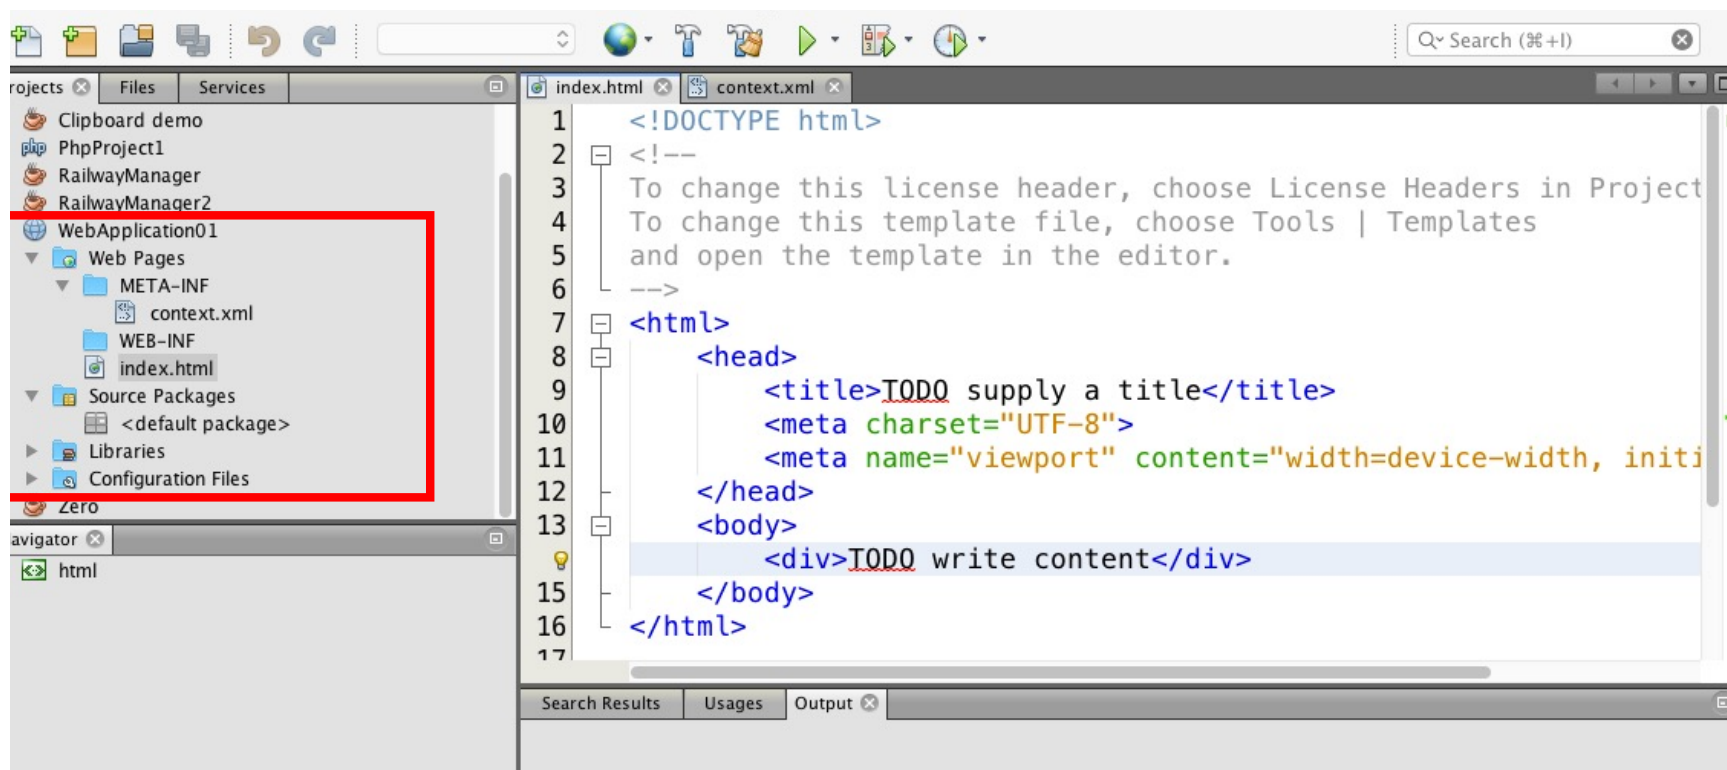 Search (⌘+I)
rojects Files Services
Clipboard demo
php PhpProject1
RailwayManager
RailwayManager2
WebApplication01
Web Pages
META-INF
context.xml
WEB-INF
index.html
Source Packages
<default package>
Libraries
Configuration Files
Zero
avigator
html
index.html context.xml
1 <!DOCTYPE html>
2 <!--
3 To change this license header, choose License Headers in Project
4 To change this template file, choose Tools | Templates
5 and open the template in the editor.
6 -->
7 <html>
8 <head>
9 <title>TODO supply a title</title>
10 <meta charset="UTF-8">
11 <meta name="viewport" content="width=device-width, initi
12 </head>
13 <body>
<div>TODO write content</div>
15 </body>
16 </html>
17
Search Results Usages Output